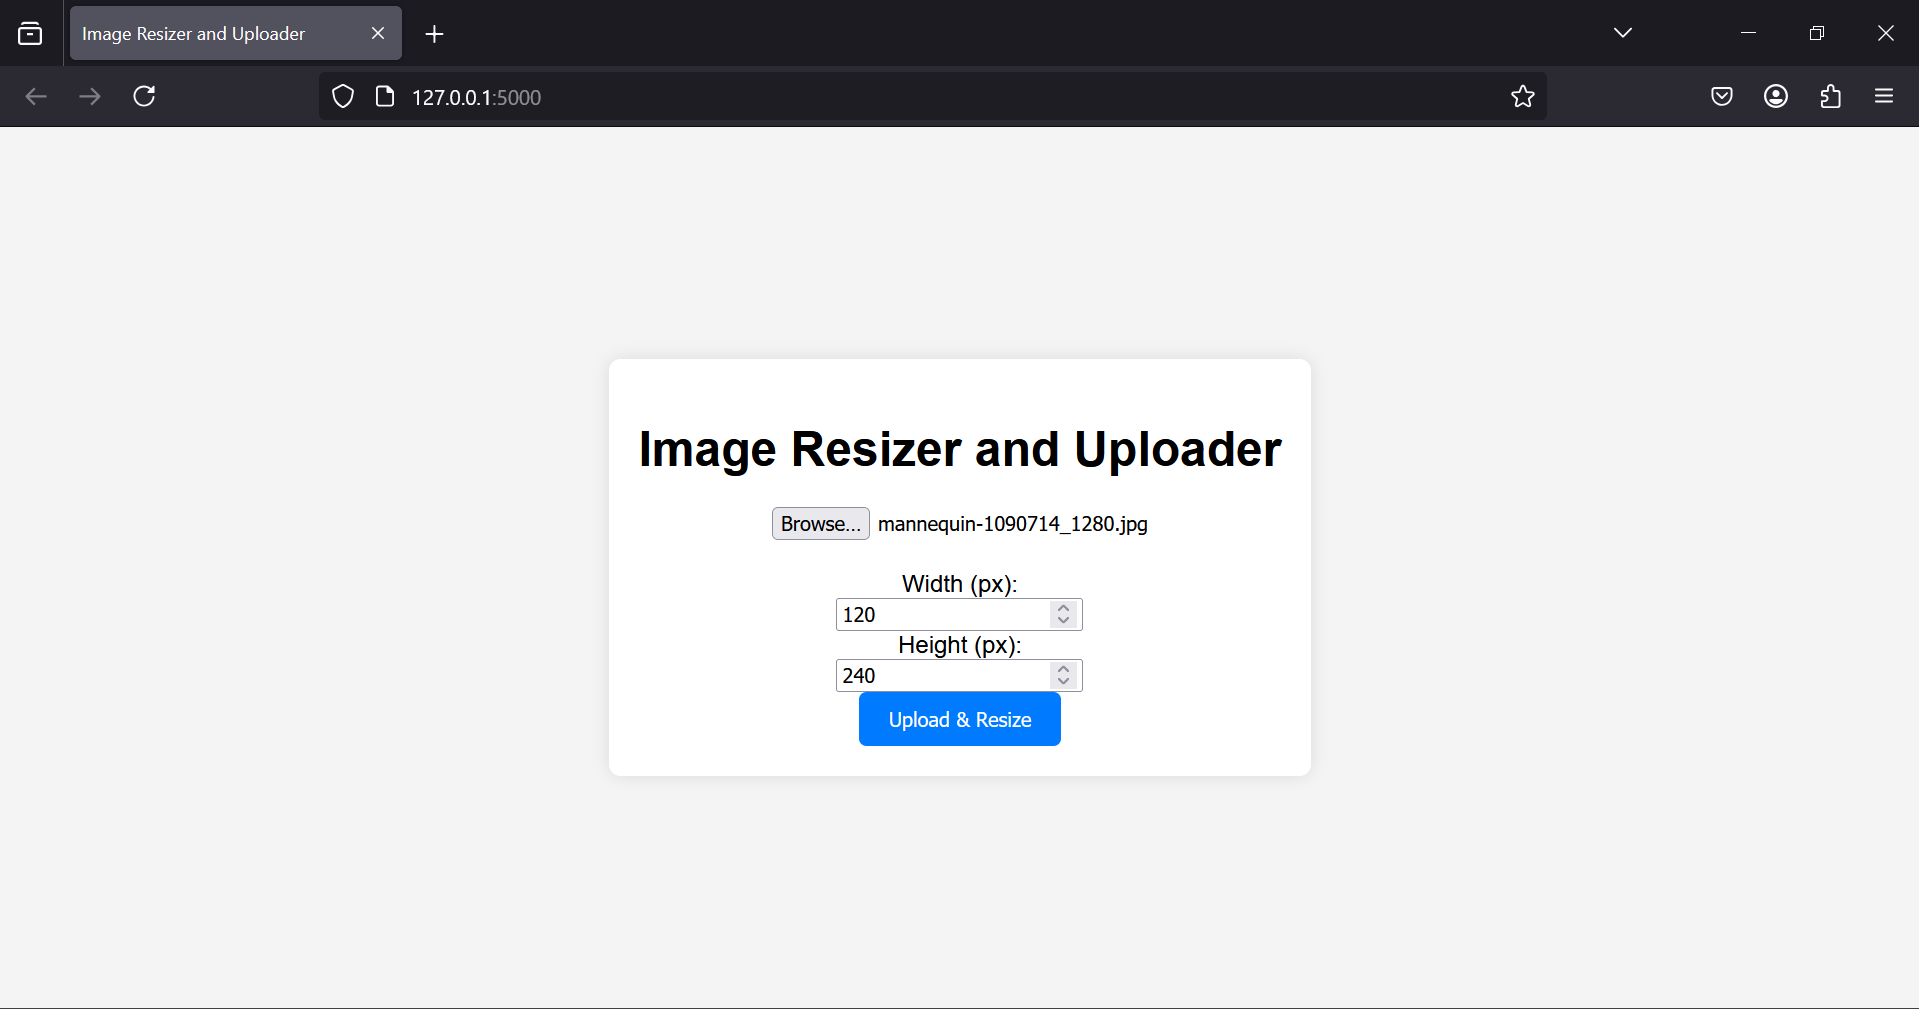 Image Resizer and Uploader
127.0.0.1:5000
Image Resizer and Uploader
Browse... mannequin-1090714_1280.jpg
Width (px):
120
Height (px):
240
Upload & Resize